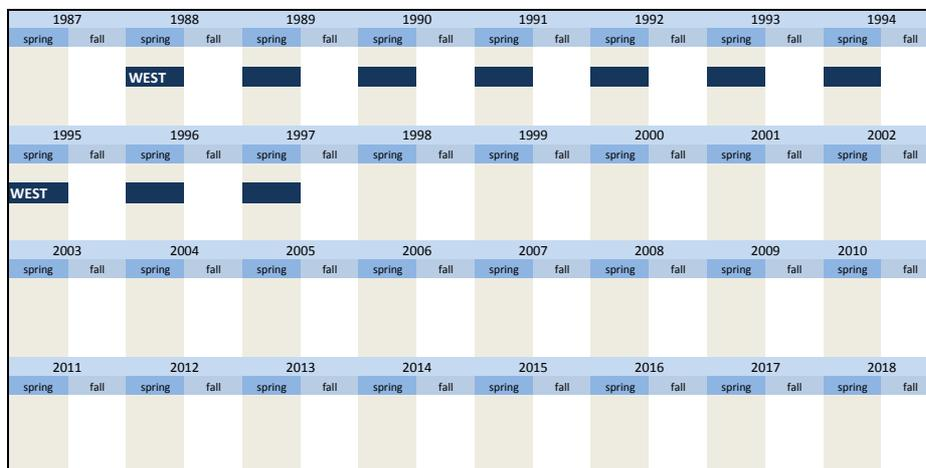 1987 1988 1989 1990 1991 1992 1993 1994
spring fall spring fall spring fall spring fall spring fall spring fall spring fall spring fall
WEST
1995 1996 1997 1998 1999 2000 2001 2002
spring fall spring fall spring fall spring fall spring fall spring fall spring fall spring fall
WEST
2003 2004 2005 2006 2007 2008 2009 2010
spring fall spring fall spring fall spring fall spring fall spring fall spring fall spring fall
2011 2012 2013 2014 2015 2016 2017 2018
spring fall spring fall spring fall spring fall spring fall spring fall spring fall spring fall